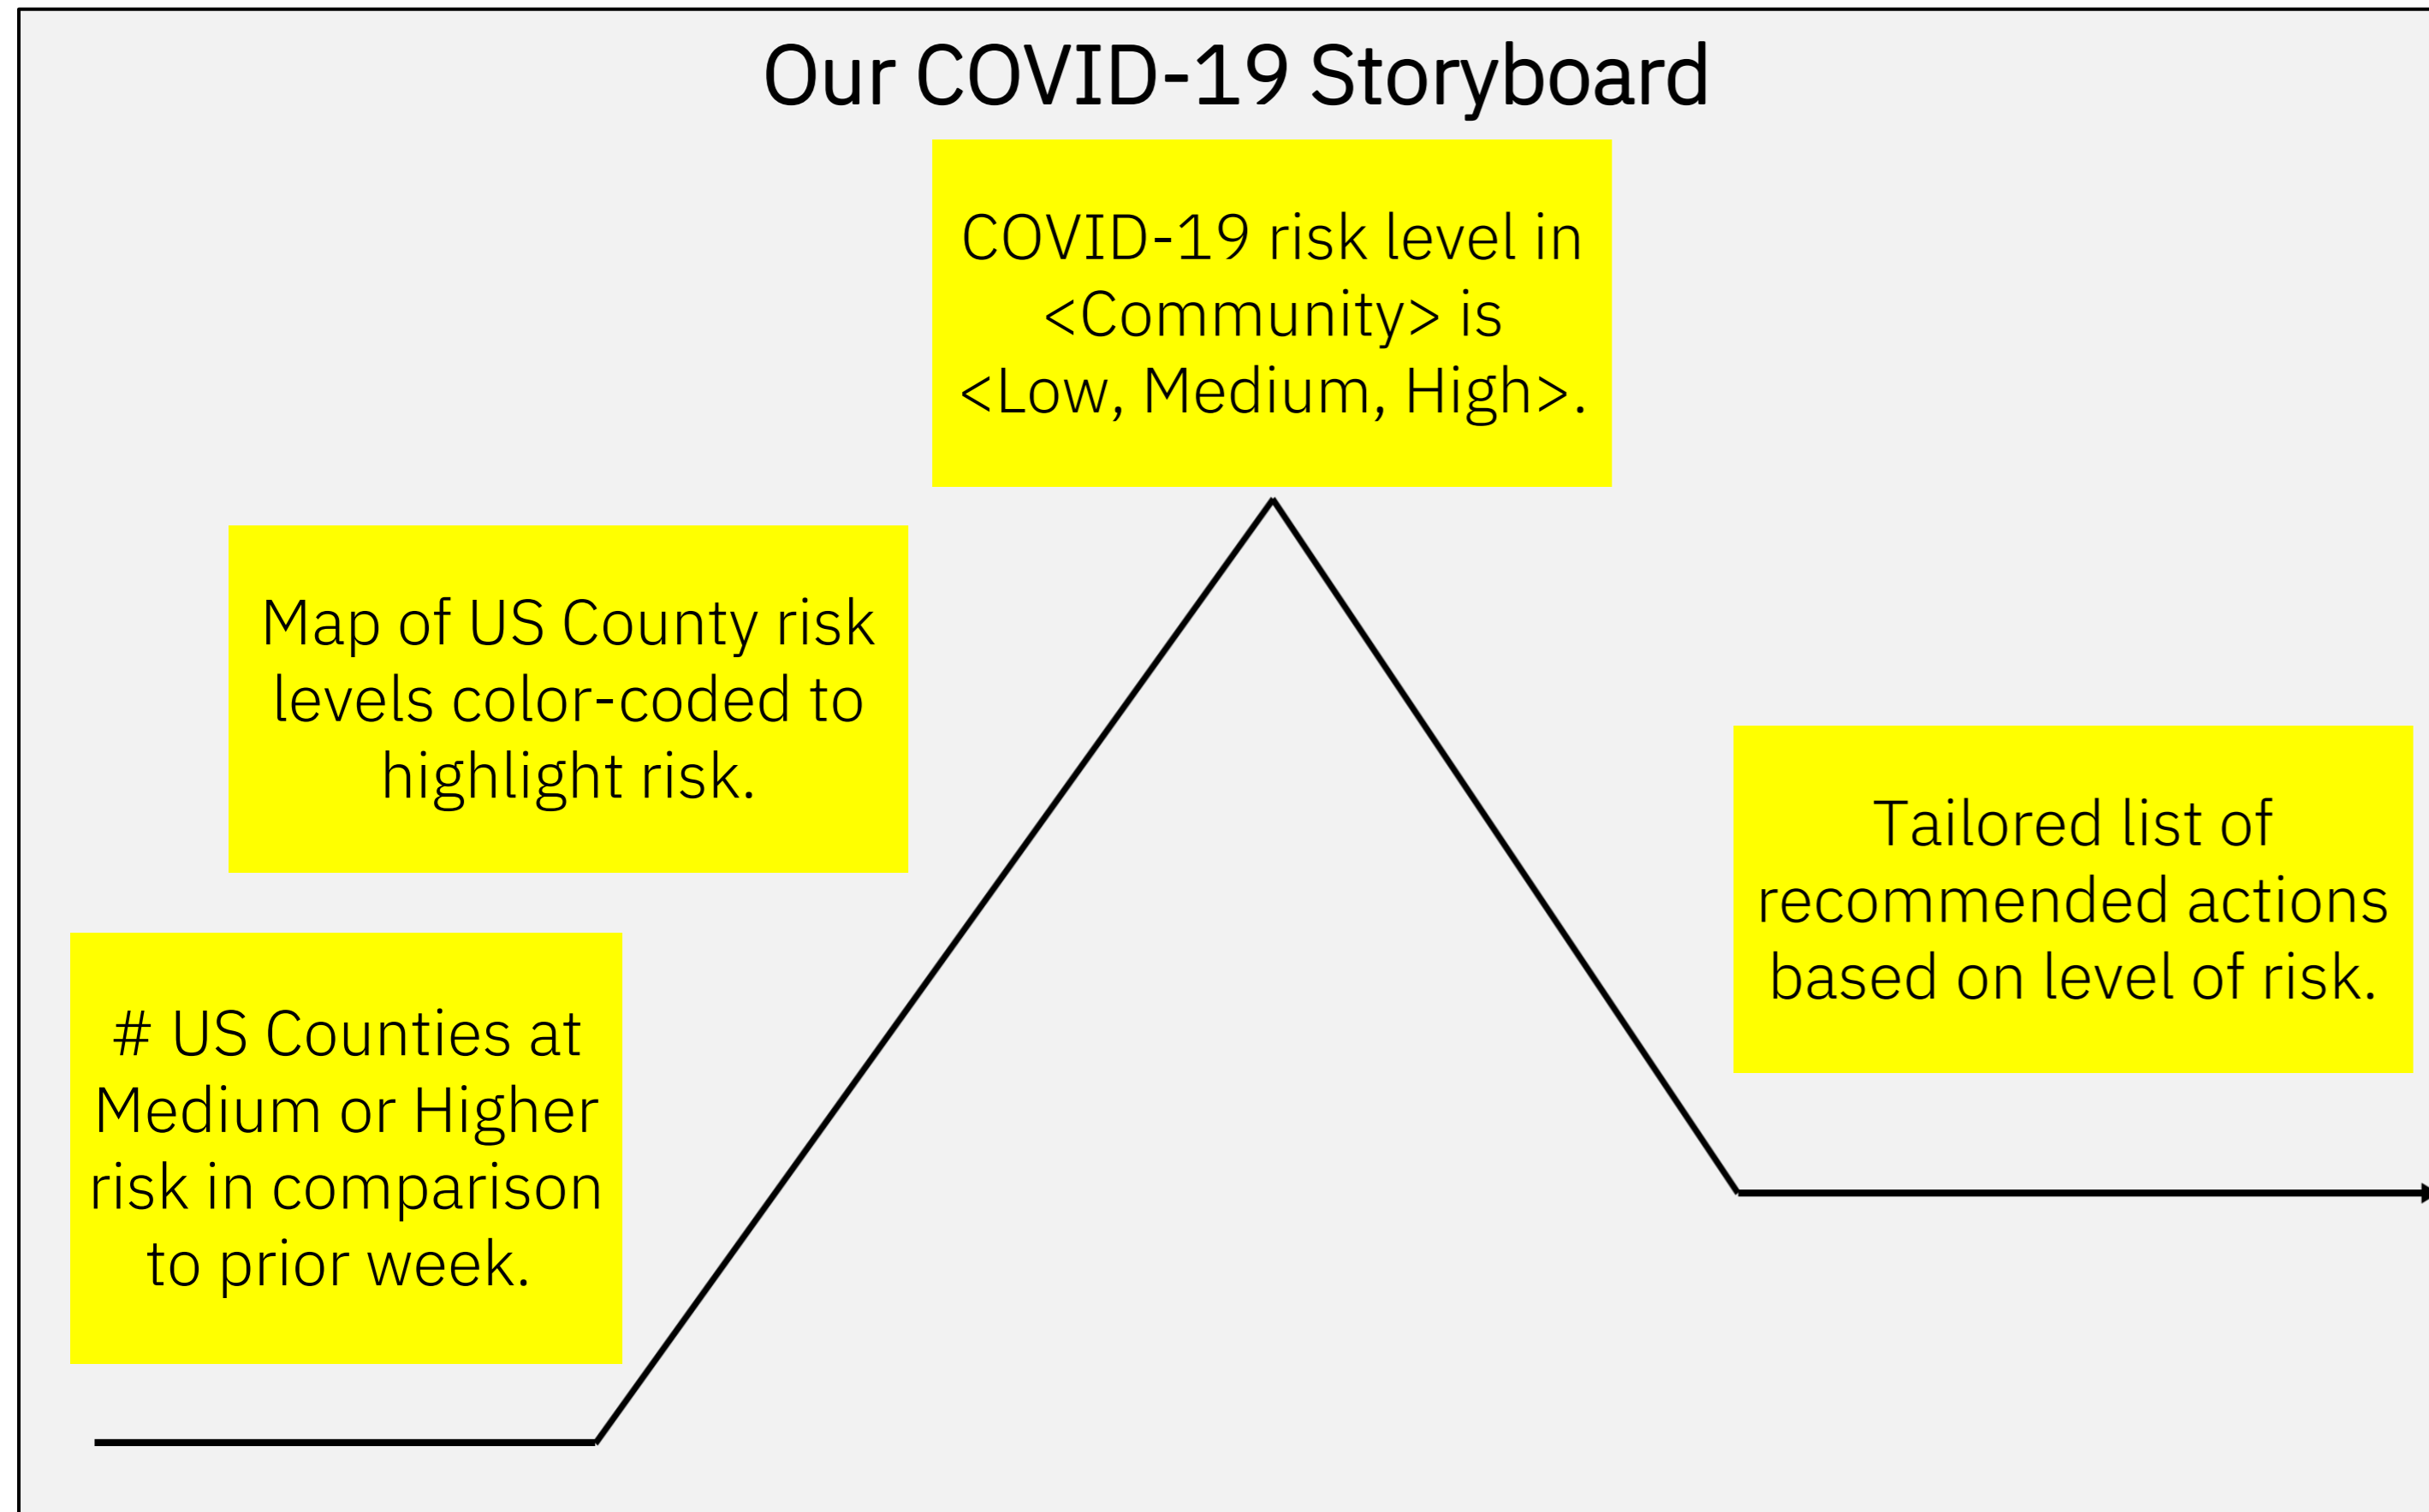 Our COVID-19 Storyboard
COVID-19 risk level in
<Community> is
<Low, Medium, High>.
Map of US County risk
levels color-coded to
highlight risk.
Tailored list of
recommended actions
based on level of risk.
# US Counties at
Medium or Higher
risk in comparison
to prior week.